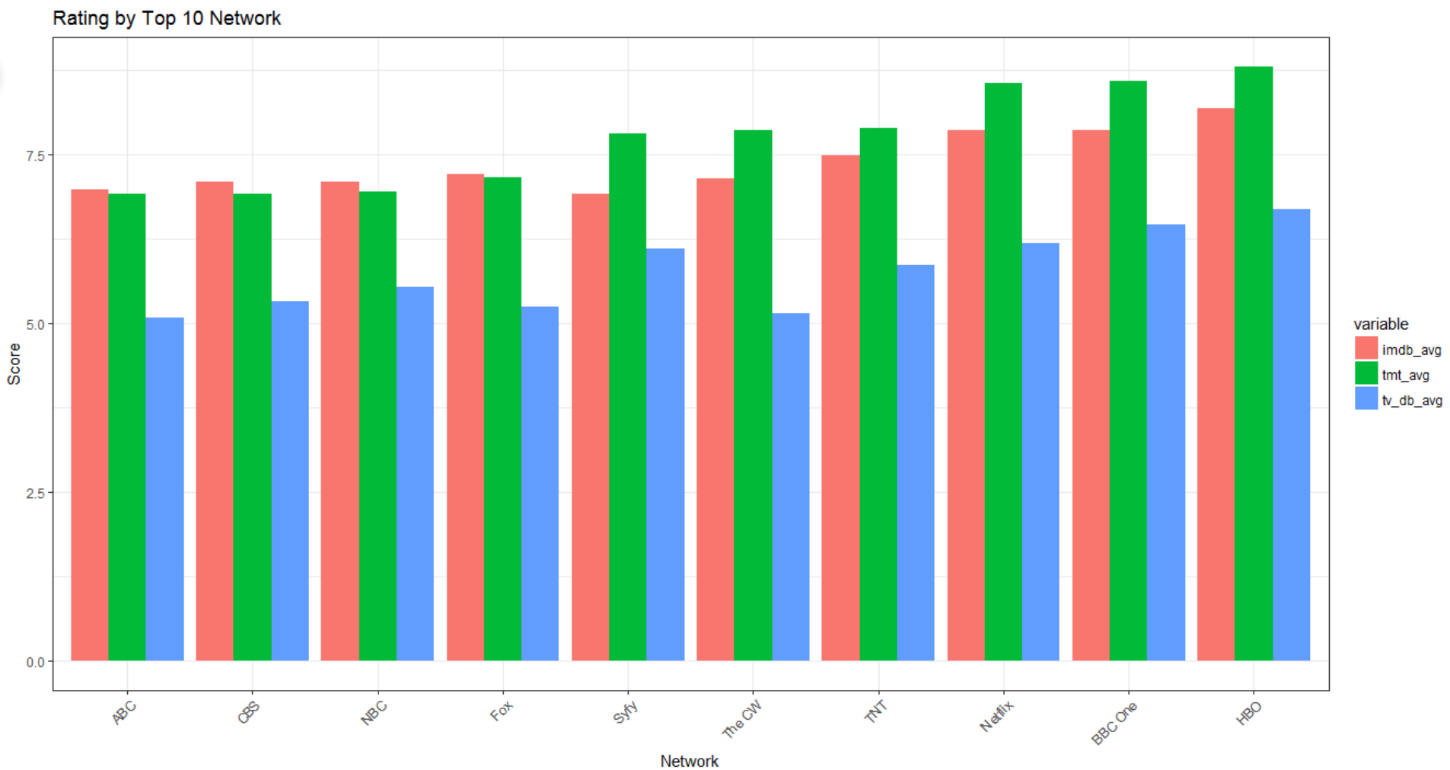 Rating by Top 10 Network
7.5
5.0
2.5
0.0
Score
ABC
CBS
NBC
Fox
Syfy
The CW
TNT
Netflix
BBC One
HBO
Network
variable
imdb_avg
tmt_avg
tv_db_avg